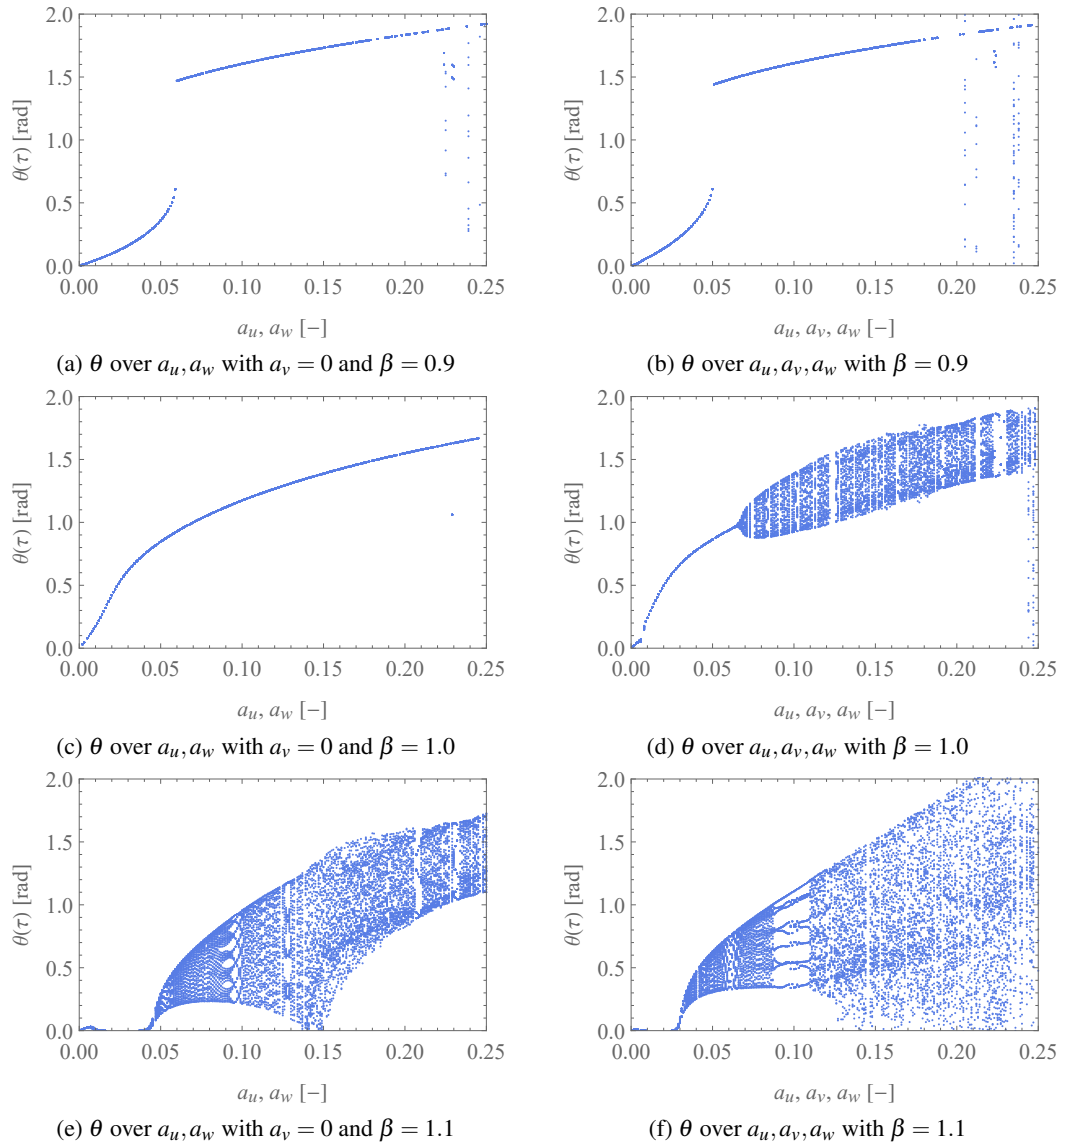 2.0
1.5
1.0
0.5
0.0
θ(τ) [rad]
0.00 0.05 0.10 0.15 0.20 0.25
a_u, a_w [−]
(a) θ over a_u, a_w with a_v = 0 and β = 0.9
2.0
1.5
1.0
0.5
0.0
θ(τ) [rad]
0.00 0.05 0.10 0.15 0.20 0.25
a_u, a_v, a_w [−]
(b) θ over a_u, a_v, a_w with β = 0.9
2.0
1.5
1.0
0.5
0.0
θ(τ) [rad]
0.00 0.05 0.10 0.15 0.20 0.25
a_u, a_w [−]
(c) θ over a_u, a_w with a_v = 0 and β = 1.0
2.0
1.5
1.0
0.5
0.0
θ(τ) [rad]
0.00 0.05 0.10 0.15 0.20 0.25
a_u, a_v, a_w [−]
(d) θ over a_u, a_v, a_w with β = 1.0
2.0
1.5
1.0
0.5
0.0
θ(τ) [rad]
0.00 0.05 0.10 0.15 0.20 0.25
a_u, a_w [−]
(e) θ over a_u, a_w with a_v = 0 and β = 1.1
2.0
1.5
1.0
0.5
0.0
θ(τ) [rad]
0.00 0.05 0.10 0.15 0.20 0.25
a_u, a_v, a_w [−]
(f) θ over a_u, a_v, a_w with β = 1.1